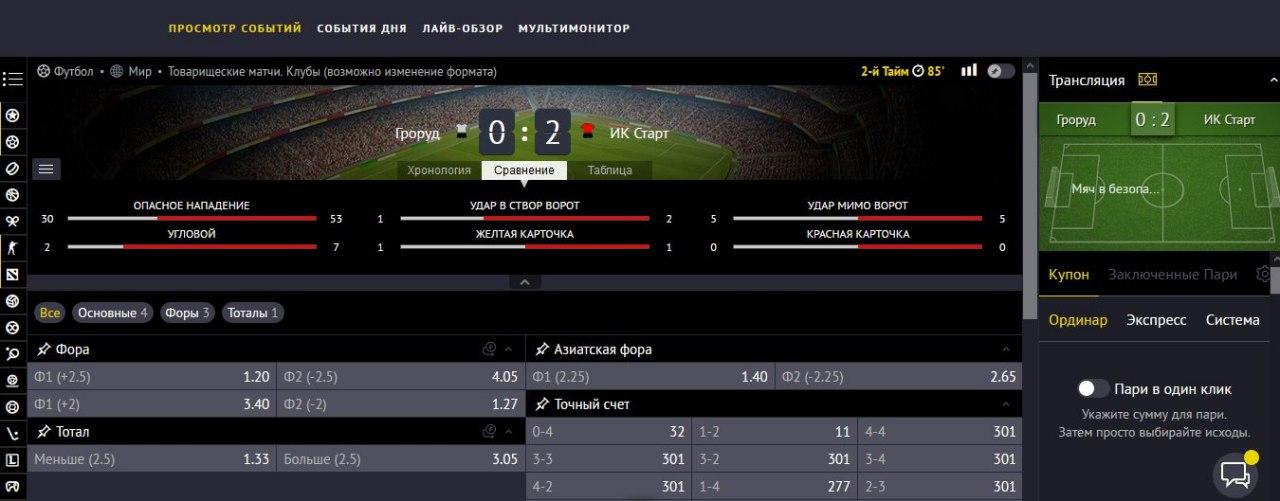 ПРОСМОТР СОБЫТИЙ СОБЫТИЯ ДНЯ ЛАЙВ-ОБЗОР МУЛЬТИМОНИТОР
Футбол • Мир • Товарищеские матчи. Клубы (возможно изменение формата) 2-й Тайм 85'
Гроруд 0 : 2 ИК Старт
Хронология Сравнение Таблица
ОПАСНОЕ НАПАДЕНИЕ УДАР В СТВОР ВОРОТ УДАР МИМО ВОРОТ
30 53 1 2 5 5
УГЛОВОЙ ЖЕЛТАЯ КАРТОЧКА КРАСНАЯ КАРТОЧКА
2 7 1 1 0 0
Все Основные 4 Форы 3 Тоталы 1
Фора
Ф1 (+2.5) 1.20 Ф2 (-2.5) 4.05
Ф1 (+2) 3.40 Ф2 (-2) 1.27
Тотал
Меньше (2.5) 1.33 Больше (2.5) 3.05
Азиатская фора
Ф1 (2.25) 1.40 Ф2 (-2.25) 2.65
Точный счет
0-4 32 1-2 11 4-4 301
3-3 301 3-2 301 3-4 301
4-2 301 1-4 277 2-3 301
Трансляция
Гроруд 0 : 2 ИК Старт
Мяч в безопа...
Купон Заключенные Пари
Ординар Экспресс Система
Пари в один клик
Укажите сумму для пари.
Затем просто выбирайте исходы.